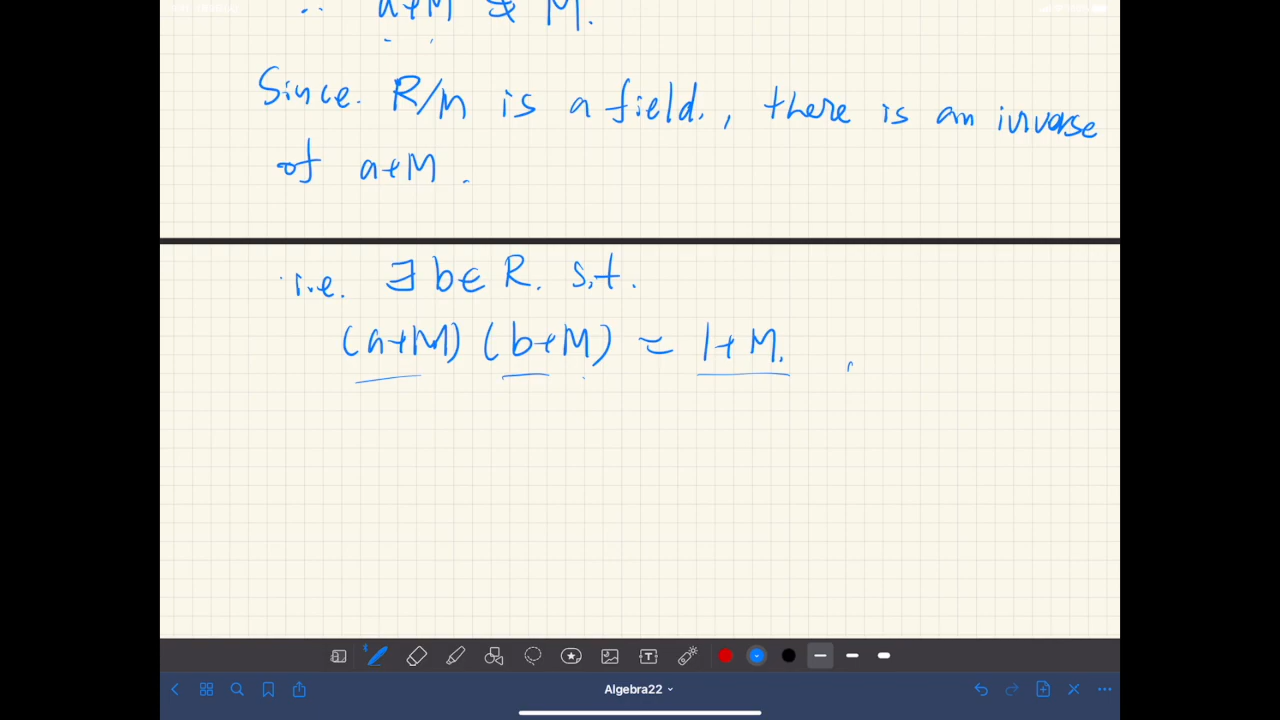 ∴ a+M ≠ M.
Since. R/M is a field., there is an inverse
of a+M.
i.e. ∃ b∈ R. s.t.
(a+M) (b+M) = 1+M.
Algebra22